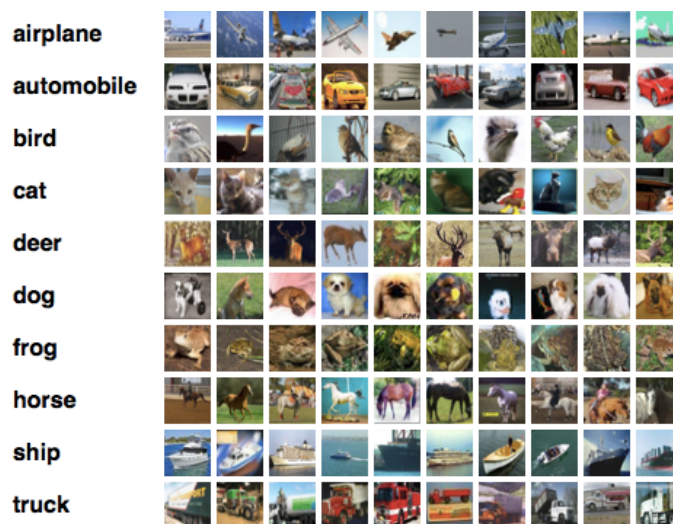 airplane
automobile
bird
cat
deer
dog
frog
horse
ship
truck